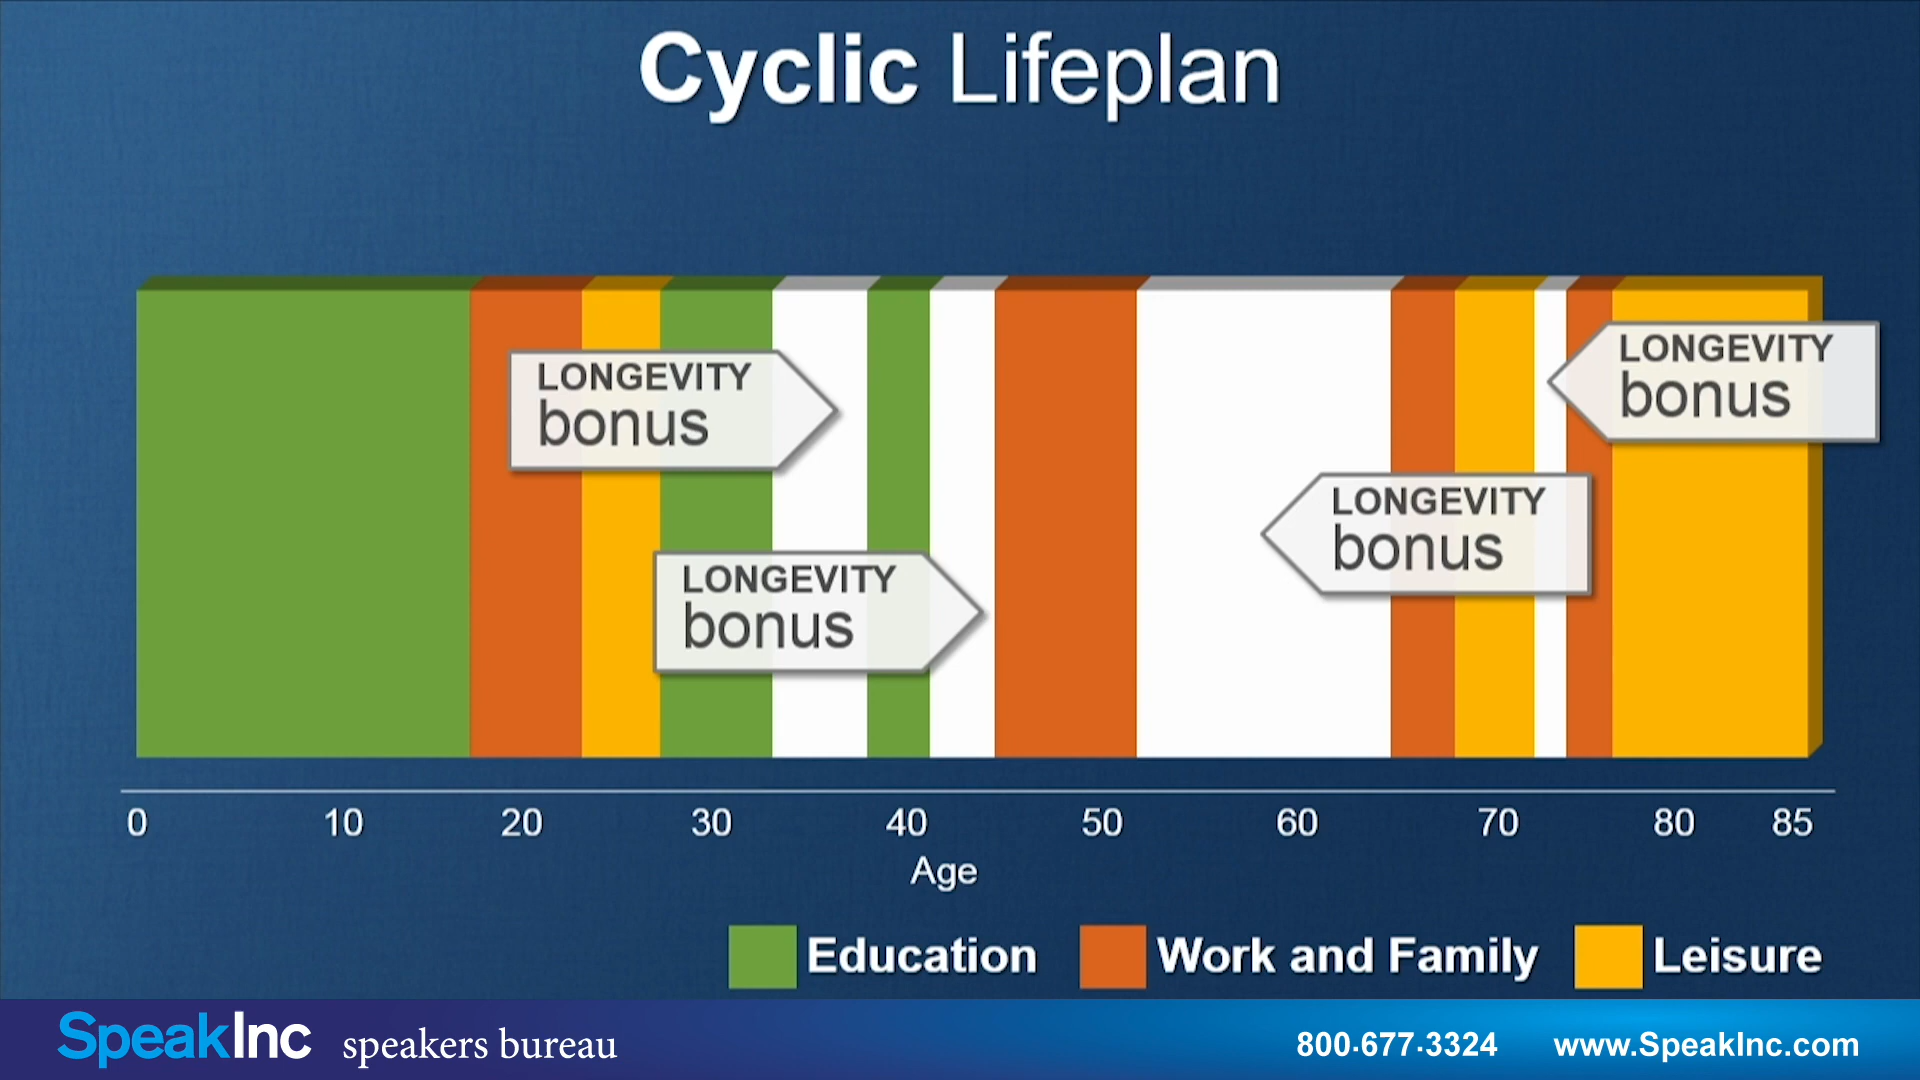 Cyclic Lifeplan
LONGEVITY
bonus
LONGEVITY
bonus
LONGEVITY
bonus
LONGEVITY
bonus
0 10 20 30 40 50 60 70 80 85
Age
Education Work and Family Leisure
SpeakInc speakers bureau 800·677·3324 www.SpeakInc.com